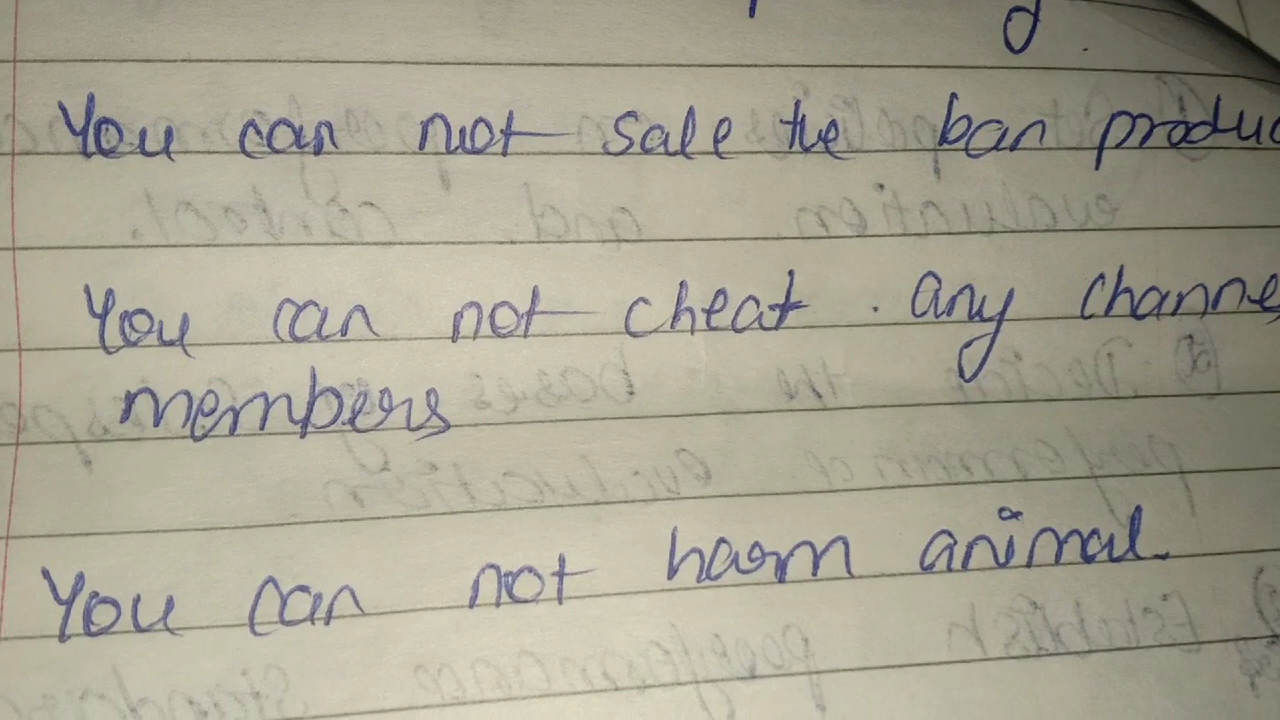 You can not sale the ban produc
You can not cheat . any channe
members
You can not harm animal.